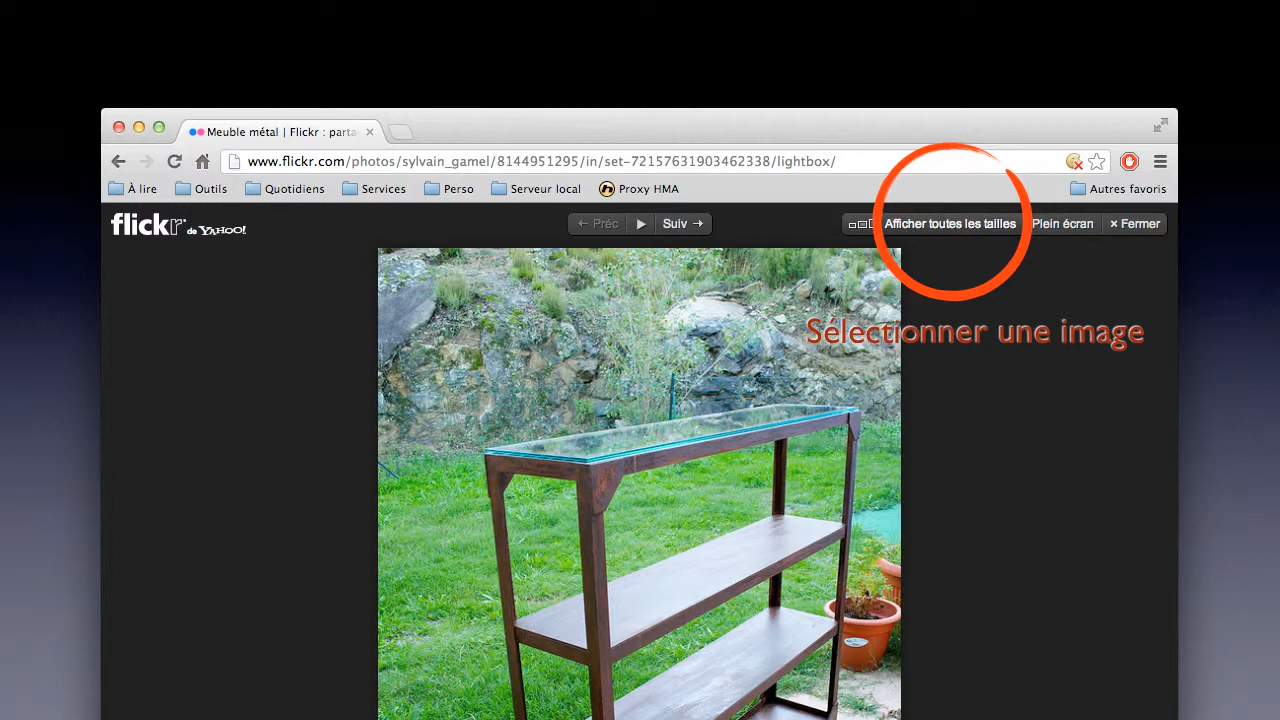 Meuble métal | Flickr : parta
www.flickr.com/photos/sylvain_gamel/8144951295/in/set-72157631903462338/lightbox/
À lire Outils Quotidiens Services Perso Serveur local Proxy HMA Autres favoris
flickr de YAHOO! ← Préc Suiv → Afficher toutes les tailles Plein écran × Fermer
Sélectionner une image